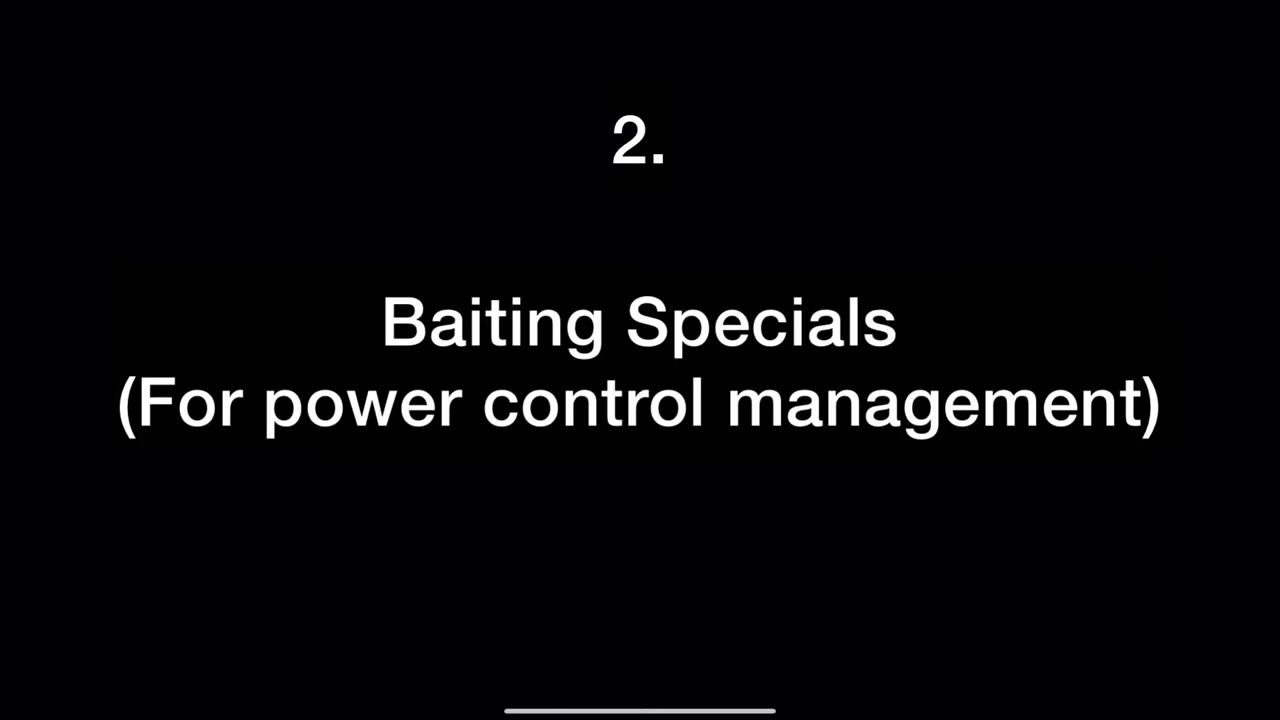 2.
Baiting Specials
(For power control management)